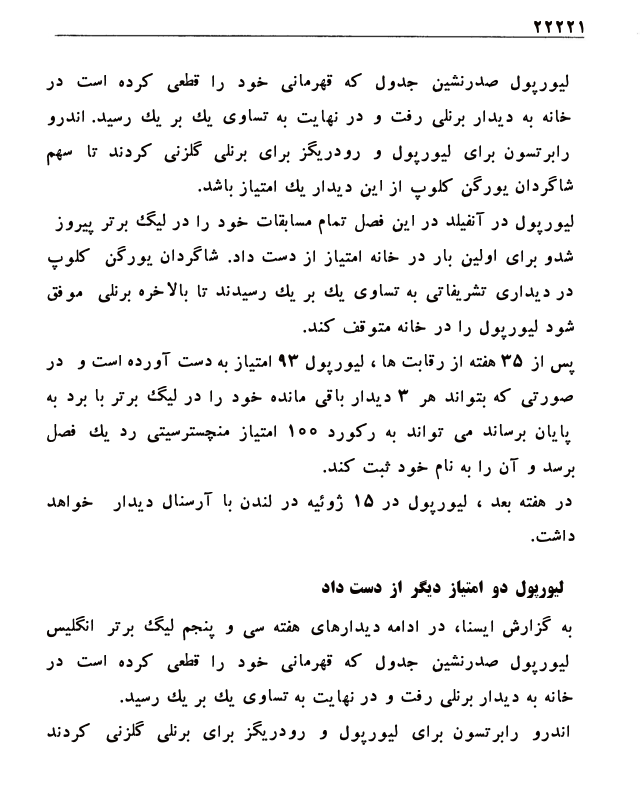 ۲۲۲۲۱
لیورپول صدرنشین جدول که قهرمانی خود را قطعی کرده است در
خانه به دیدار برنلی رفت و در نهایت به تساوی یك بر یك رسید. اندرو
رابرتسون برای لیورپول و رودریگز برای برنلی گلزنی کردند تا سهم
شاگردان یورگن کلوپ از این دیدار یك امتیاز باشد.
لیورپول در آنفیلد در این فصل تمام مسابقات خود را در لیگ برتر پیروز
شدو برای اولین بار در خانه امتیاز از دست داد. شاگردان یورگن کلوپ
در دیداری تشریفاتی به تساوی یك بر یك رسیدند تا بالاخره برنلی موفق
شود لیورپول را در خانه متوقف کند.
پس از ۳۵ هفته از رقابت ها ، لیورپول ۹۳ امتیاز به دست آورده است و در
صورتی که بتواند هر ۳ دیدار باقی مانده خود را در لیگ برتر با برد به
پایان برساند می تواند به رکورد ۱۰۰ امتیاز منچسترسیتی رد یك فصل
برسد و آن را به نام خود ثبت کند.
در هفته بعد ، لیورپول در ۱۵ ژوئیه در لندن با آرسنال دیدار خواهد
داشت.
لیورپول دو امتیاز دیگر از دست داد
به گزارش ایسنا، در ادامه دیدارهای هفته سی و پنجم لیگ برتر انگلیس
لیورپول صدرنشین جدول که قهرمانی خود را قطعی کرده است در
خانه به دیدار برنلی رفت و در نهایت به تساوی یك بر یك رسید.
اندرو رابرتسون برای لیورپول و رودریگز برای برنلی گلزنی کردند